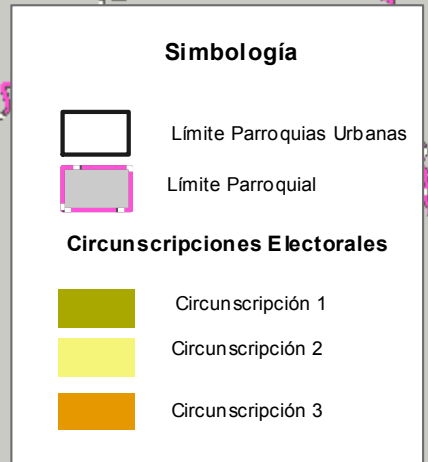 Simbología
Límite Parroquias Urbanas
Límite Parroquial
Circunscripciones Electorales
Circunscripción 1
Circunscripción 2
Circunscripción 3